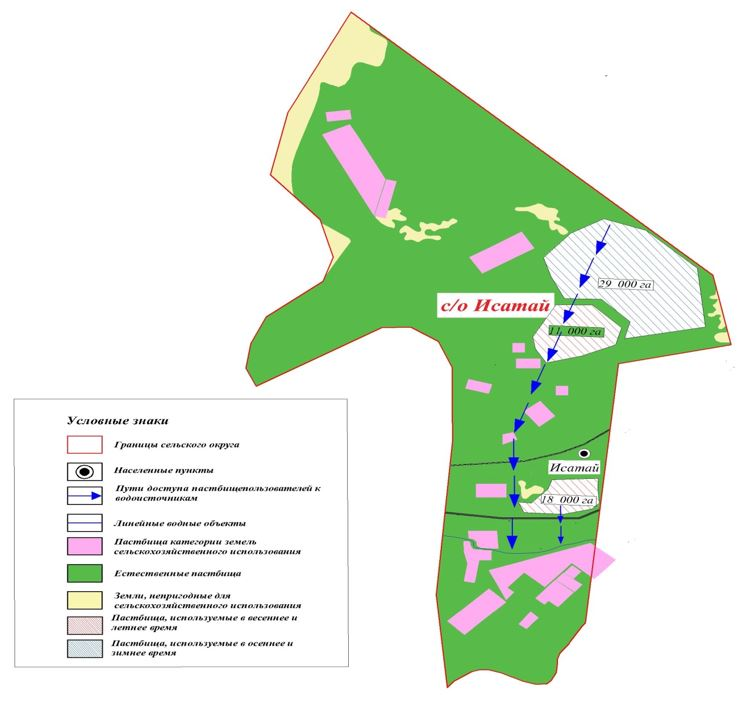 29 000 га
с/о Исатай
11 000 га
Исатай
18 000 га
Условные знаки
Границы сельского округа
Населенные пункты
Пути доступа пастбищепользователей к
водоисточникам
Линейные водные объекты
Пастбища категории земель
сельскохозяйственного использования
Естественные пастбища
Земли, непригодные для
сельскохозяйственного использования
Пастбища, используемые в весеннее и
летнее время
Пастбища, используемые в осеннее и
зимнее время